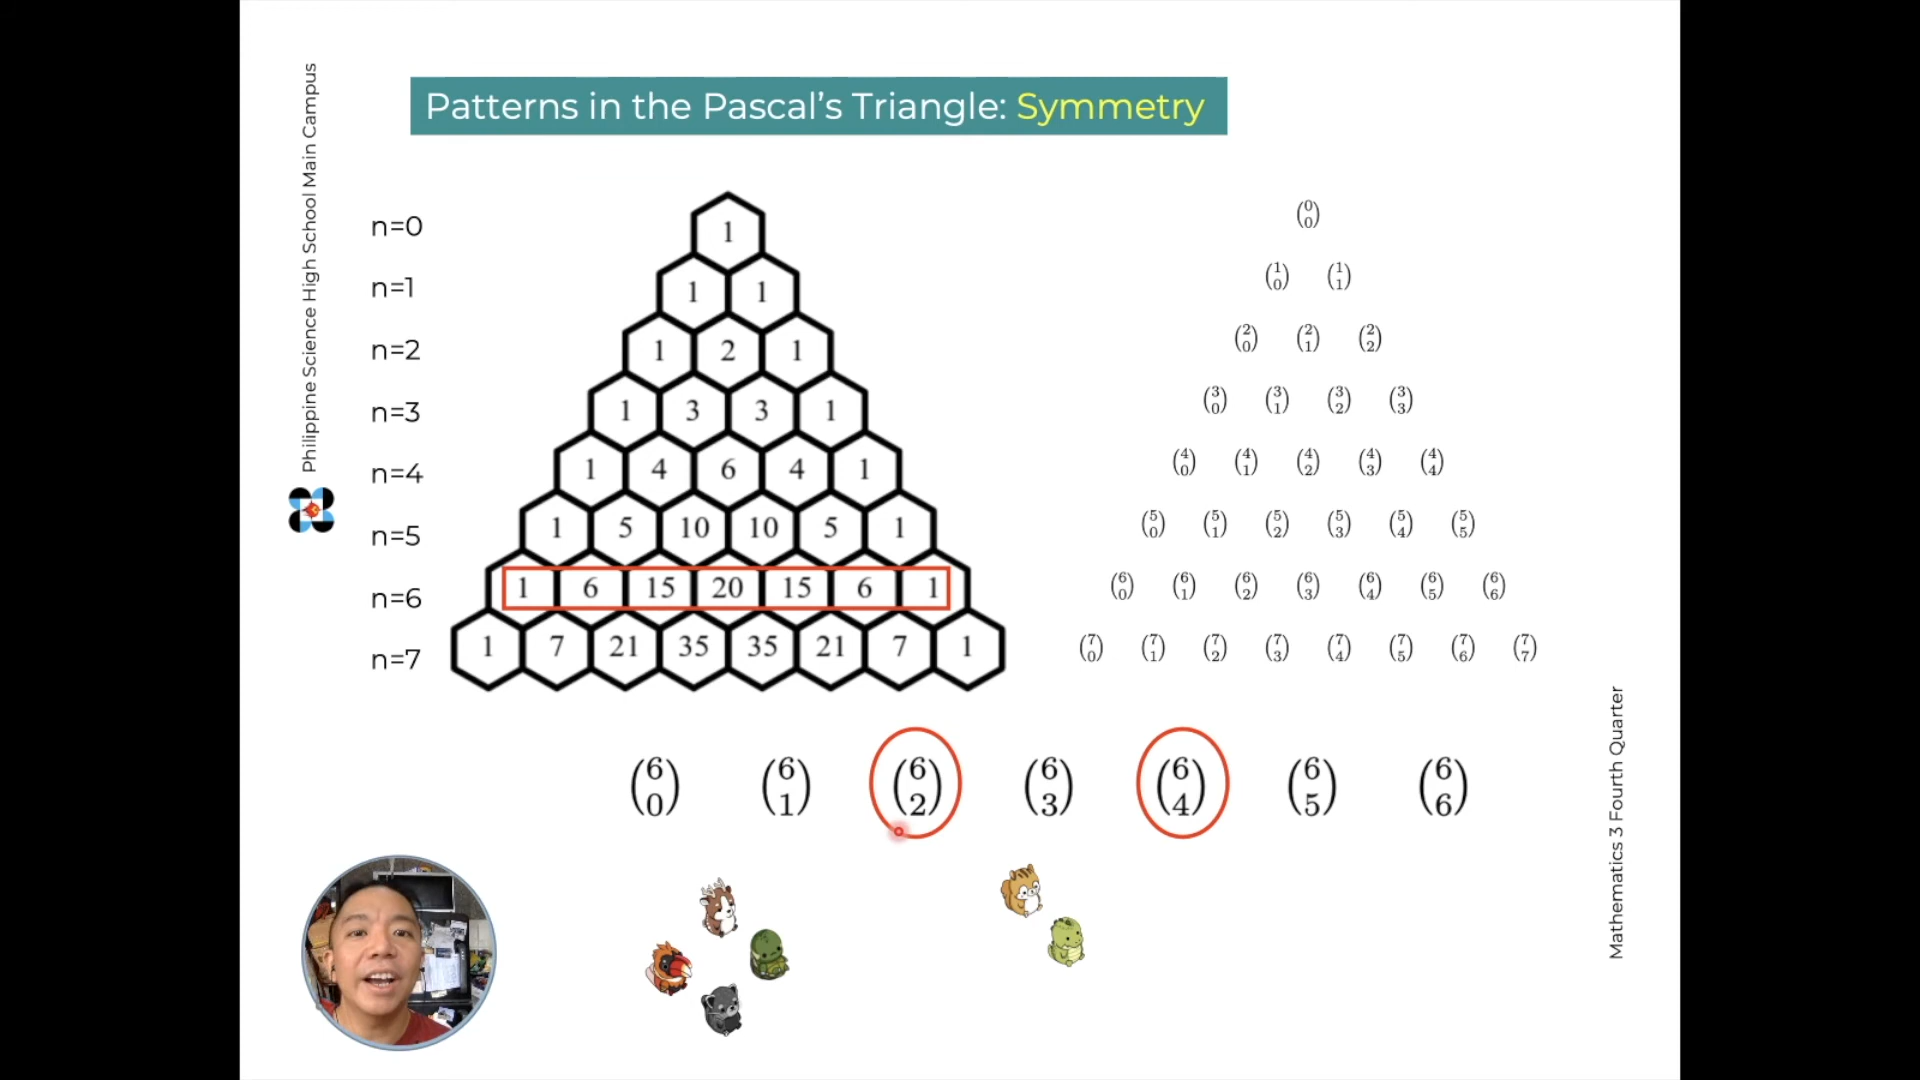 Philippine Science High School Main Campus
Patterns in the Pascal's Triangle: Symmetry
n=0
1
n=1
1 1
n=2
1 2 1
n=3
1 3 3 1
n=4
1 4 6 4 1
n=5
1 5 10 10 5 1
n=6
1 6 15 20 15 6 1
n=7
1 7 21 35 35 21 7 1
(0 0)
(1 0) (1 1)
(2 0) (2 1) (2 2)
(3 0) (3 1) (3 2) (3 3)
(4 0) (4 1) (4 2) (4 3) (4 4)
(5 0) (5 1) (5 2) (5 3) (5 4) (5 5)
(6 0) (6 1) (6 2) (6 3) (6 4) (6 5) (6 6)
(7 0) (7 1) (7 2) (7 3) (7 4) (7 5) (7 6) (7 7)
(6 0) (6 1) (6 2) (6 3) (6 4) (6 5) (6 6)
Mathematics 3 Fourth Quarter